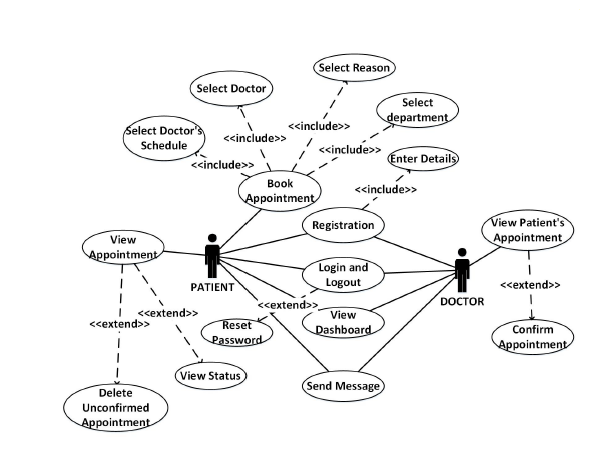 Select Reason
Select Doctor
Select
department
<<include>>
Select Doctor's
Schedule
<<include>>
<<include>>
Enter Details
<<include>>
Book
Appointment
<<include>>
Registration
View Patient's
Appointment
View
Appointment
Login and
Logout
PATIENT
DOCTOR
<<extend>>
<<extend>>
<<extend>>
<<extend>>
View
Dashboard
Reset
Password
Confirm
Appointment
View Status
Send Message
Delete
Unconfirmed
Appointment